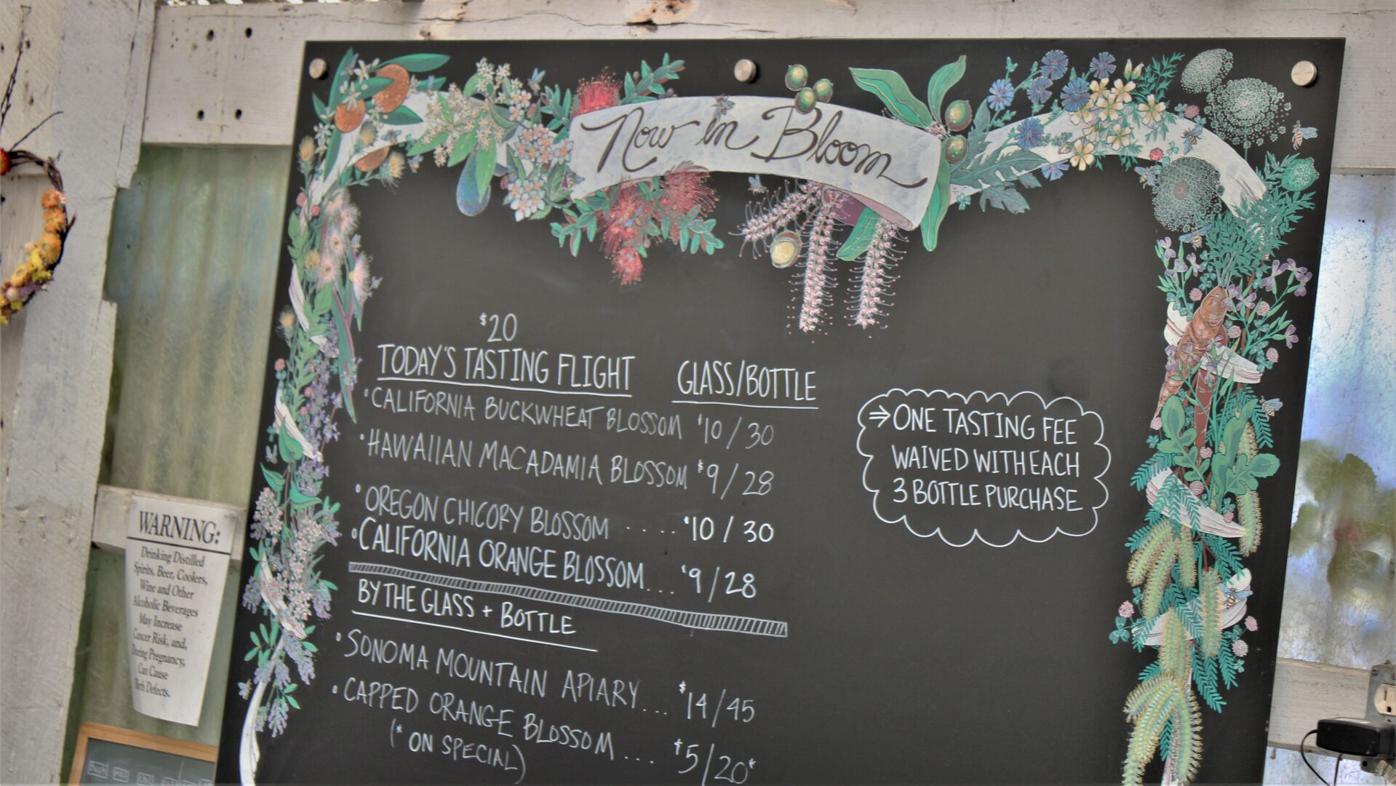 Now in Bloom
$20
TODAY'S TASTING FLIGHT GLASS/BOTTLE
• CALIFORNIA BUCKWHEAT BLOSSOM $10/30
• HAWAIIAN MACADAMIA BLOSSOM $9/28
• OREGON CHICORY BLOSSOM .... $10/30
• CALIFORNIA ORANGE BLOSSOM... $9/28
BY THE GLASS + BOTTLE
• SONOMA MOUNTAIN APIARY... $14/45
• CAPPED ORANGE BLOSSOM .... $5/20*
(* ON SPECIAL)
⇒ ONE TASTING FEE
WAIVED WITH EACH
3 BOTTLE PURCHASE
WARNING:
Drinking Distilled
Spirits, Beer, Coolers,
Wine and Other
Alcoholic Beverages
May Increase
Cancer Risk, and,
During Pregnancy,
Can Cause
Birth Defects.